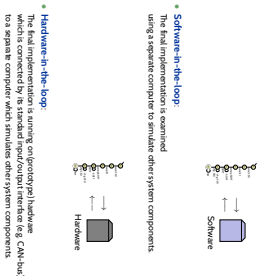 Software-in-the-loop:
The final implementation is examined
using a separate computer to simulate other system components.
Software
Hardware-in-the-loop:
The final implementation is running on (prototype) hardware
which is connected by its standard input/output interface (e.g. CAN-bus)
to a separate computer which simulates other system components.
Hardware